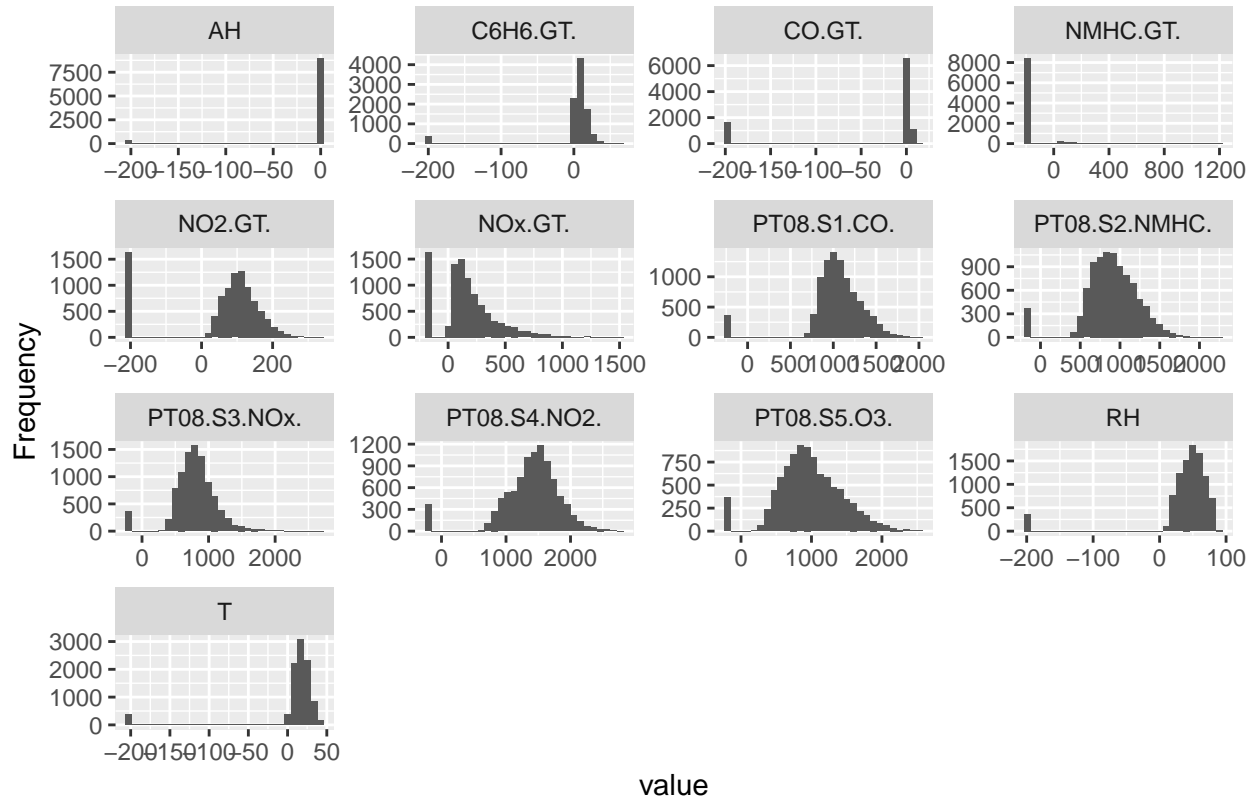 AH C6H6.GT. CO.GT. NMHC.GT.
7500 5000 2500 0
4000 3000 2000 1000 0
6000 4000 2000 0
8000 6000 4000 2000 0
−200 −150 −100 −50 0
−200 −100 0
−200 −150 −100 −50 0
0 400 800 1200
NO2.GT. NOx.GT. PT08.S1.CO. PT08.S2.NMHC.
1500 1000 500 0
1500 1000 500 0
1000 500 0
900 600 300 0
−200 0 200
0 500 1000 1500
0 500 1000 1500 2000
0 500 1000 1500 2000
Frequency
PT08.S3.NOx. PT08.S4.NO2. PT08.S5.O3. RH
1500 1000 500 0
1200 900 600 300 0
750 500 250 0
1500 1000 500 0
0 1000 2000
0 1000 2000
0 1000 2000
−200 −100 0 100
T
3000 2000 1000 0
−200 −150 −100 −50 0 50
value